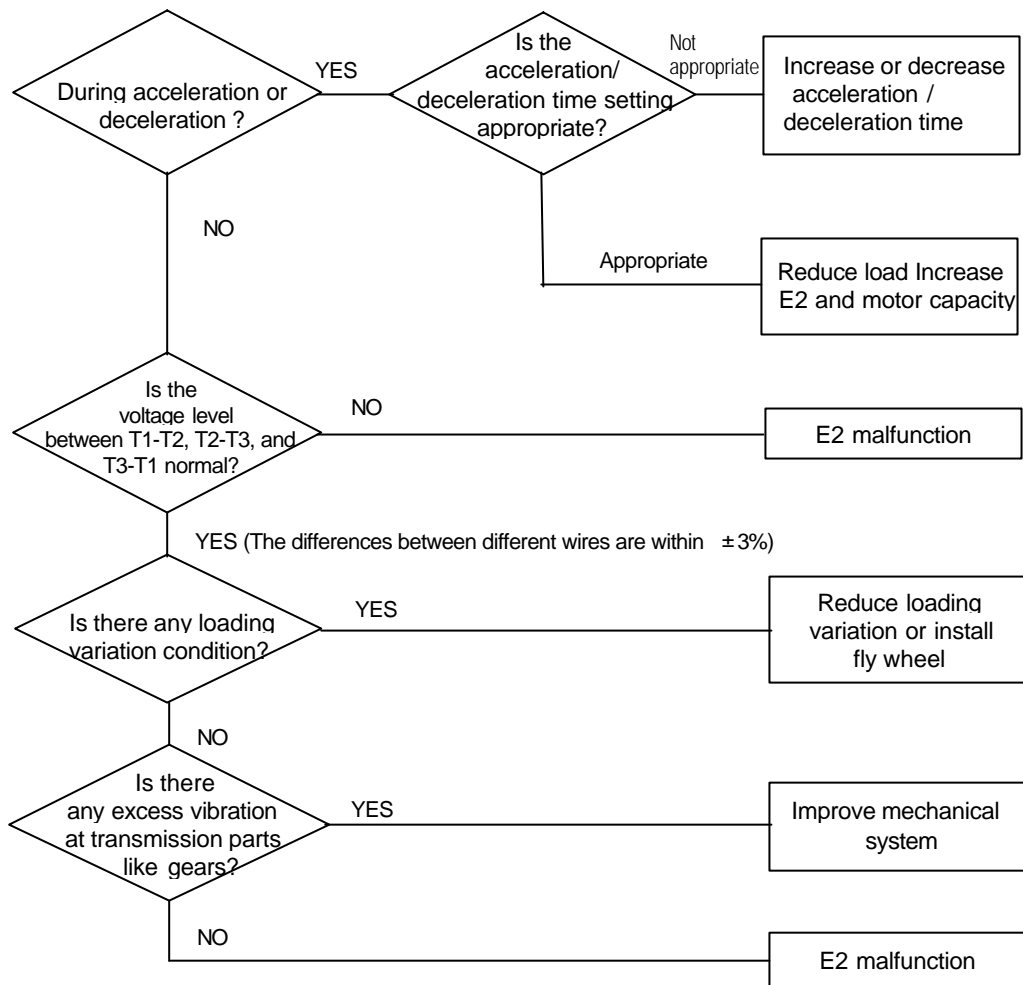 During acceleration or
deceleration ?
YES
Is the
acceleration/
deceleration time setting
appropriate?
Not
appropriate
Increase or decrease
acceleration /
deceleration time
NO
Appropriate
Reduce load Increase
E2 and motor capacity
Is the
voltage level
between T1-T2, T2-T3, and
T3-T1 normal?
NO
E2 malfunction
YES (The differences between different wires are within ±3%)
Is there any loading
variation condition?
YES
Reduce loading
variation or install
fly wheel
NO
Is there
any excess vibration
at transmission parts
like gears?
YES
Improve mechanical
system
NO
E2 malfunction